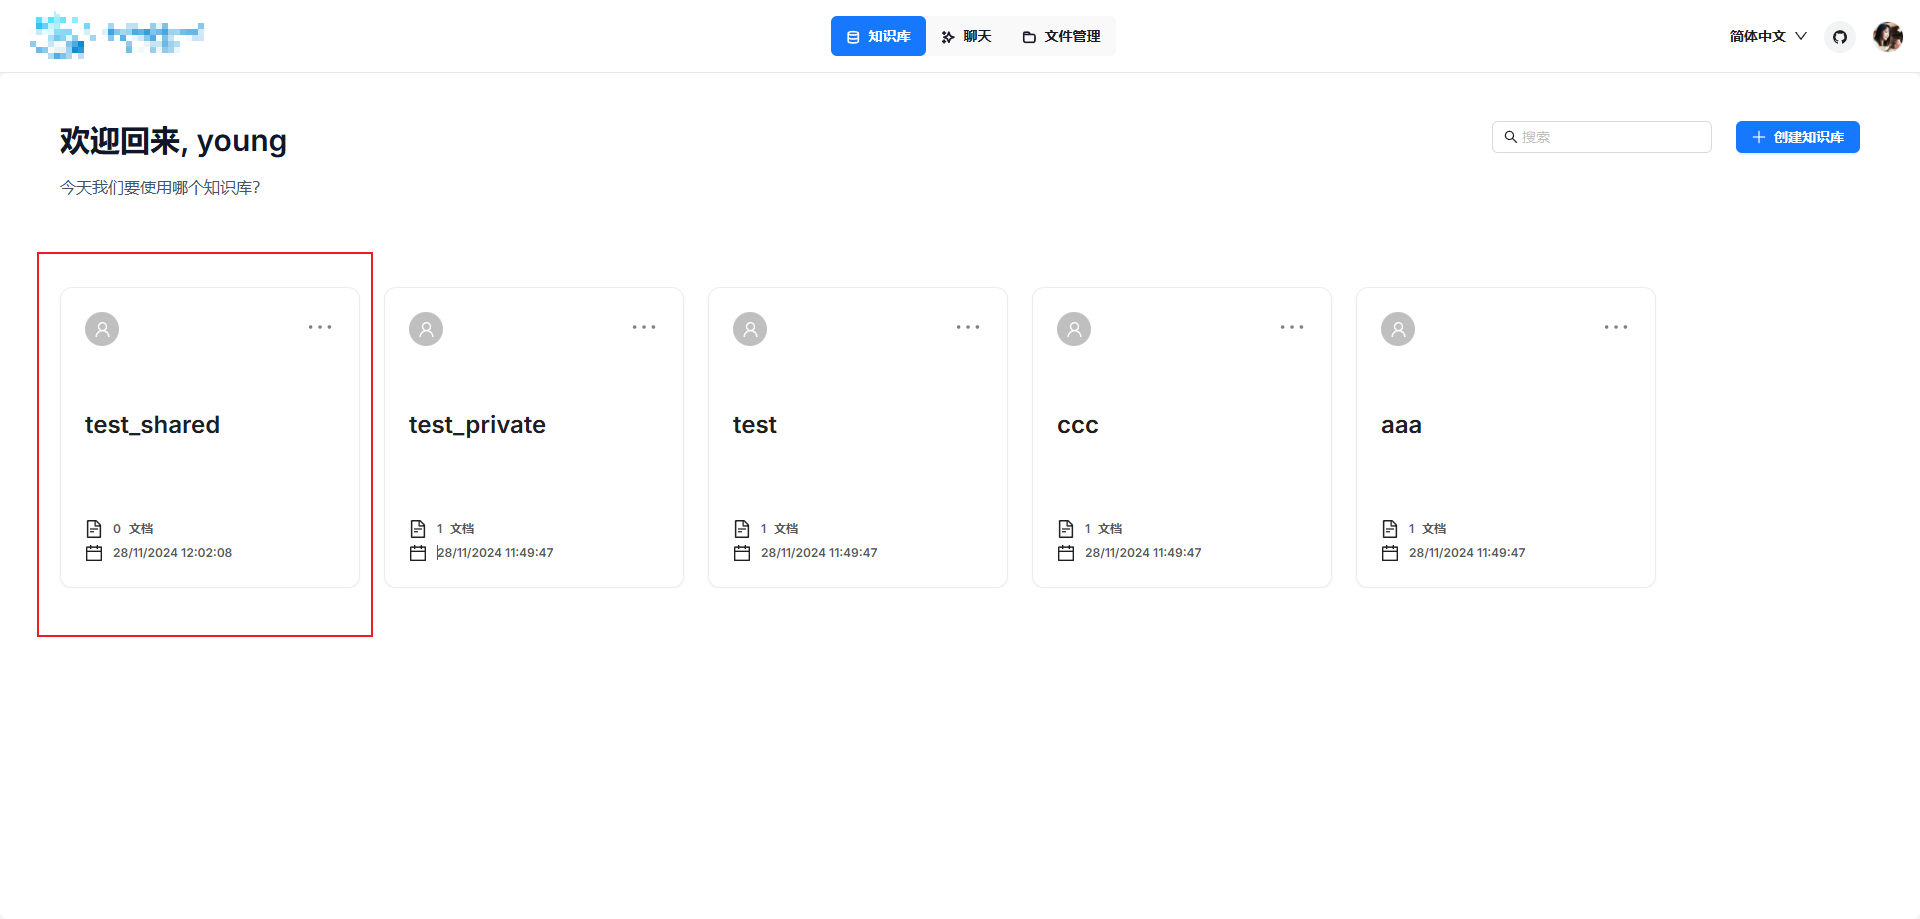 知识库
聊天
文件管理
简体中文
欢迎回来, young
今天我们要使用哪个知识库?
搜索
创建知识库
test_shared
0 文档
28/11/2024 12:02:08
test_private
1 文档
28/11/2024 11:49:47
test
1 文档
28/11/2024 11:49:47
ccc
1 文档
28/11/2024 11:49:47
aaa
1 文档
28/11/2024 11:49:47